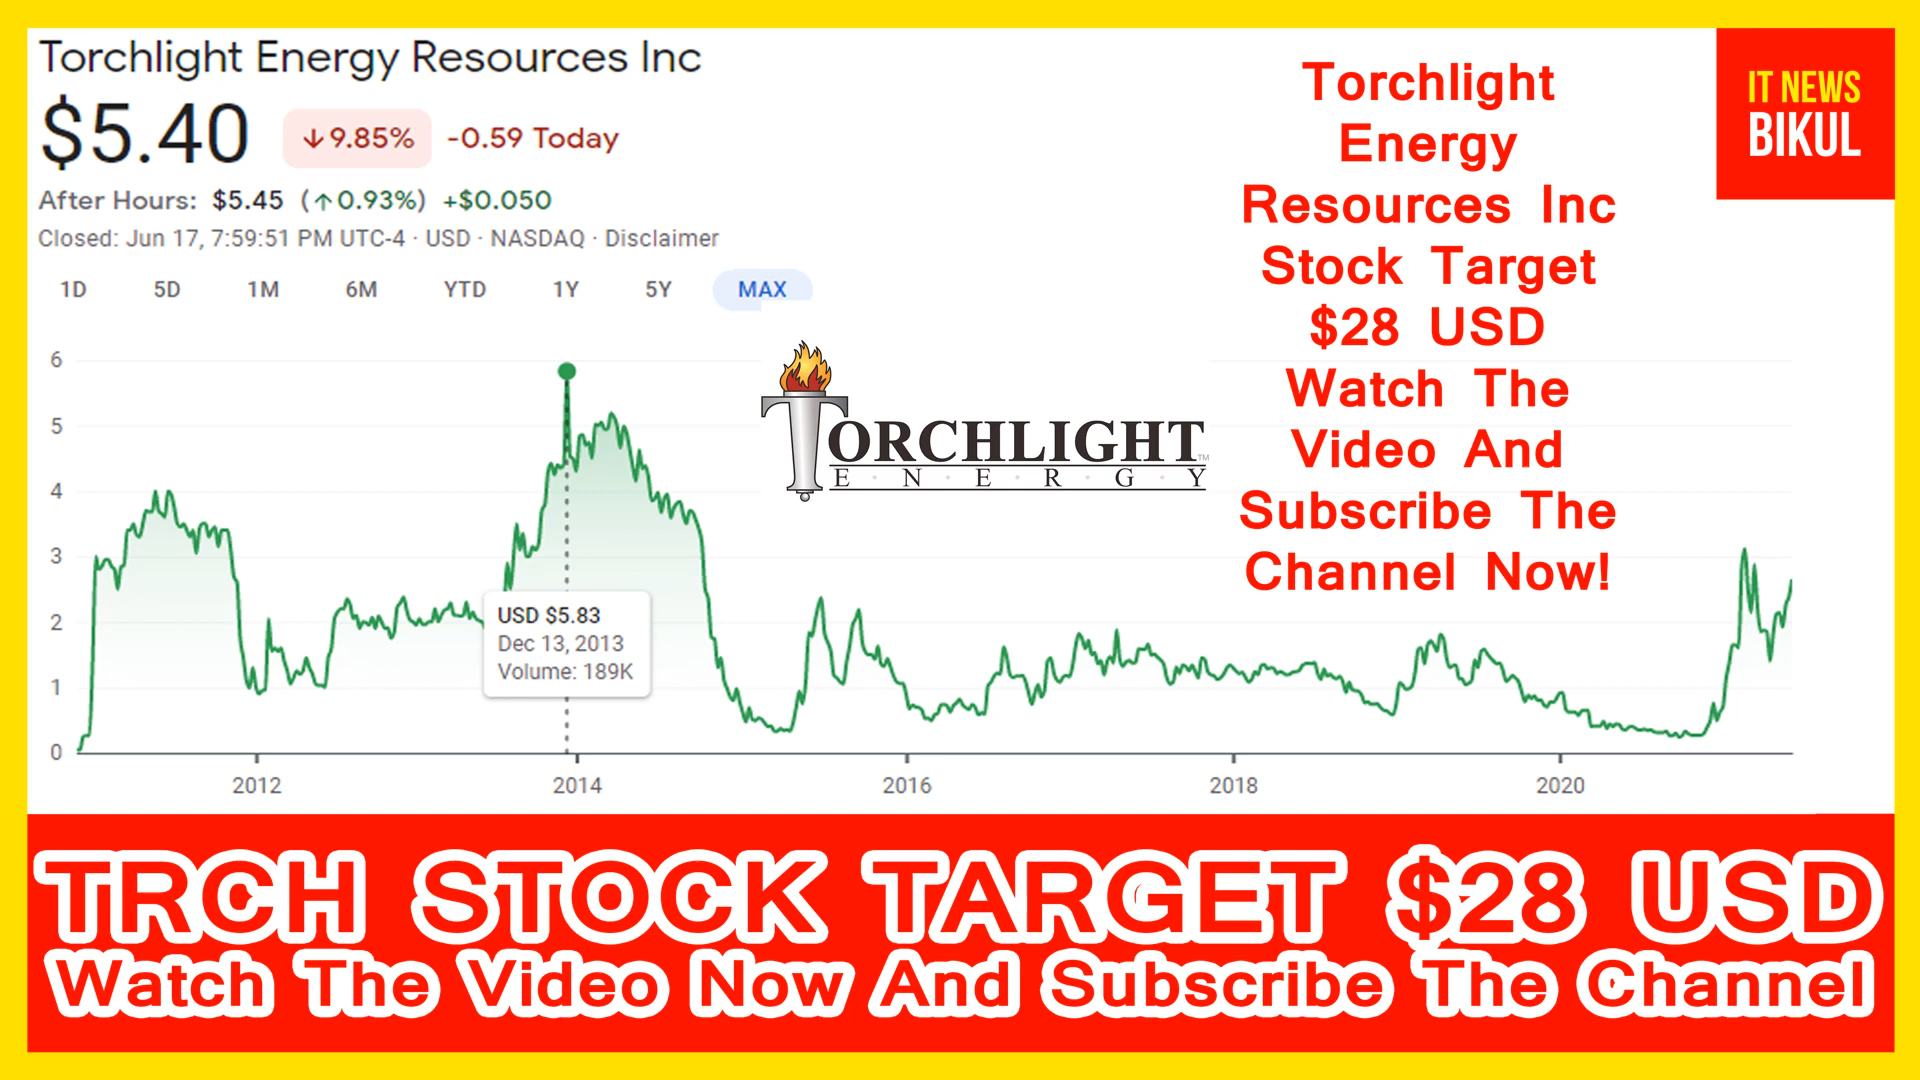 Torchlight Energy Resources Inc
$5.40 ↓9.85% -0.59 Today
After Hours: $5.45 (↑0.93%) +$0.050
Closed: Jun 17, 7:59:51 PM UTC-4 · USD · NASDAQ · Disclaimer
1D 5D 1M 6M YTD 1Y 5Y MAX
6
5
4
3
2
1
0
USD $5.83
Dec 13, 2013
Volume: 189K
2012 2014 2016 2018 2020
TORCHLIGHT™
E·N·E·R·G·Y
Torchlight
Energy
Resources Inc
Stock Target
$28 USD
Watch The
Video And
Subscribe The
Channel Now!
IT NEWS
BIKUL
TRCH STOCK TARGET $28 USD
Watch The Video Now And Subscribe The Channel